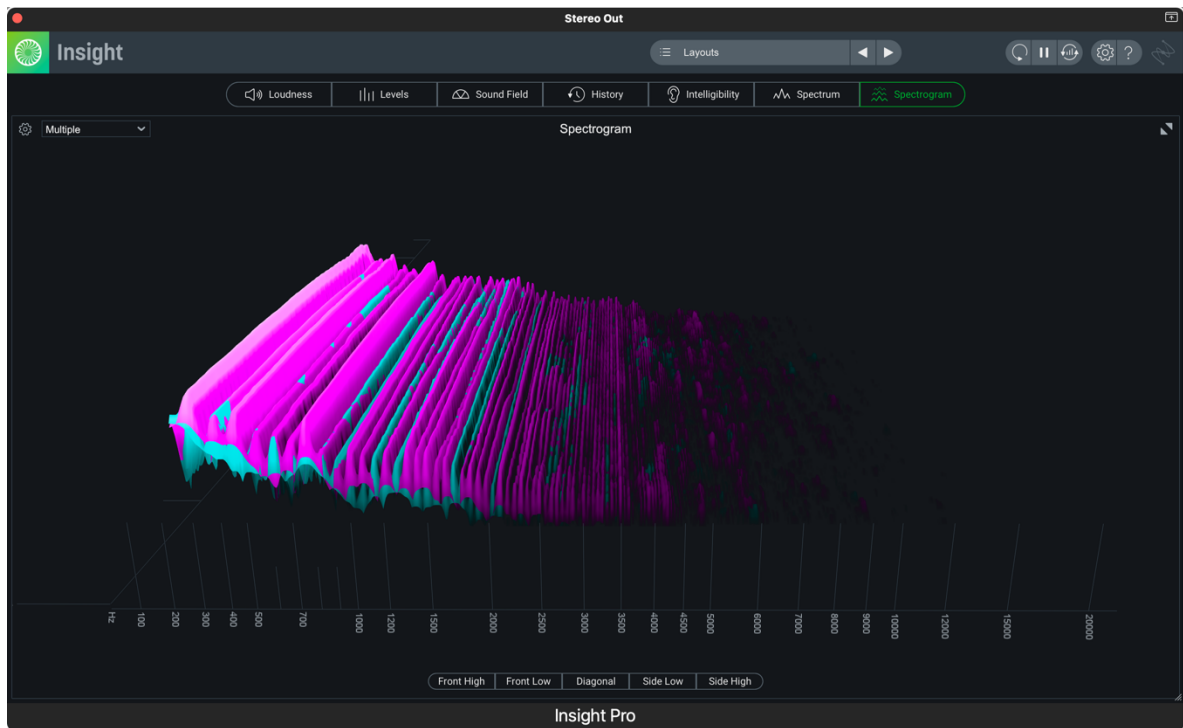 Stereo Out
Insight
Layouts
Loudness
Levels
Sound Field
History
Intelligibility
Spectrum
Spectrogram
Multiple
Spectrogram
Hz 100 200 300 400 500 700 1000 1200 1500 2000 2500 3000 3500 4000 4500 5000 6000 7000 8000 9000 10000 12000 15000 20000
Front High
Front Low
Diagonal
Side Low
Side High
Insight Pro